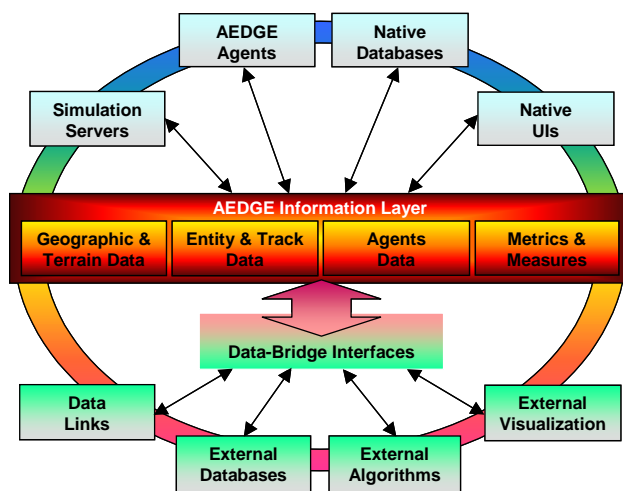 AEDGE
Agents
Native
Databases
Simulation
Servers
Native
UIs
AEDGE Information Layer
Geographic &
Terrain Data
Entity & Track
Data
Agents
Data
Metrics &
Measures
Data-Bridge Interfaces
Data
Links
External
Databases
External
Algorithms
External
Visualization